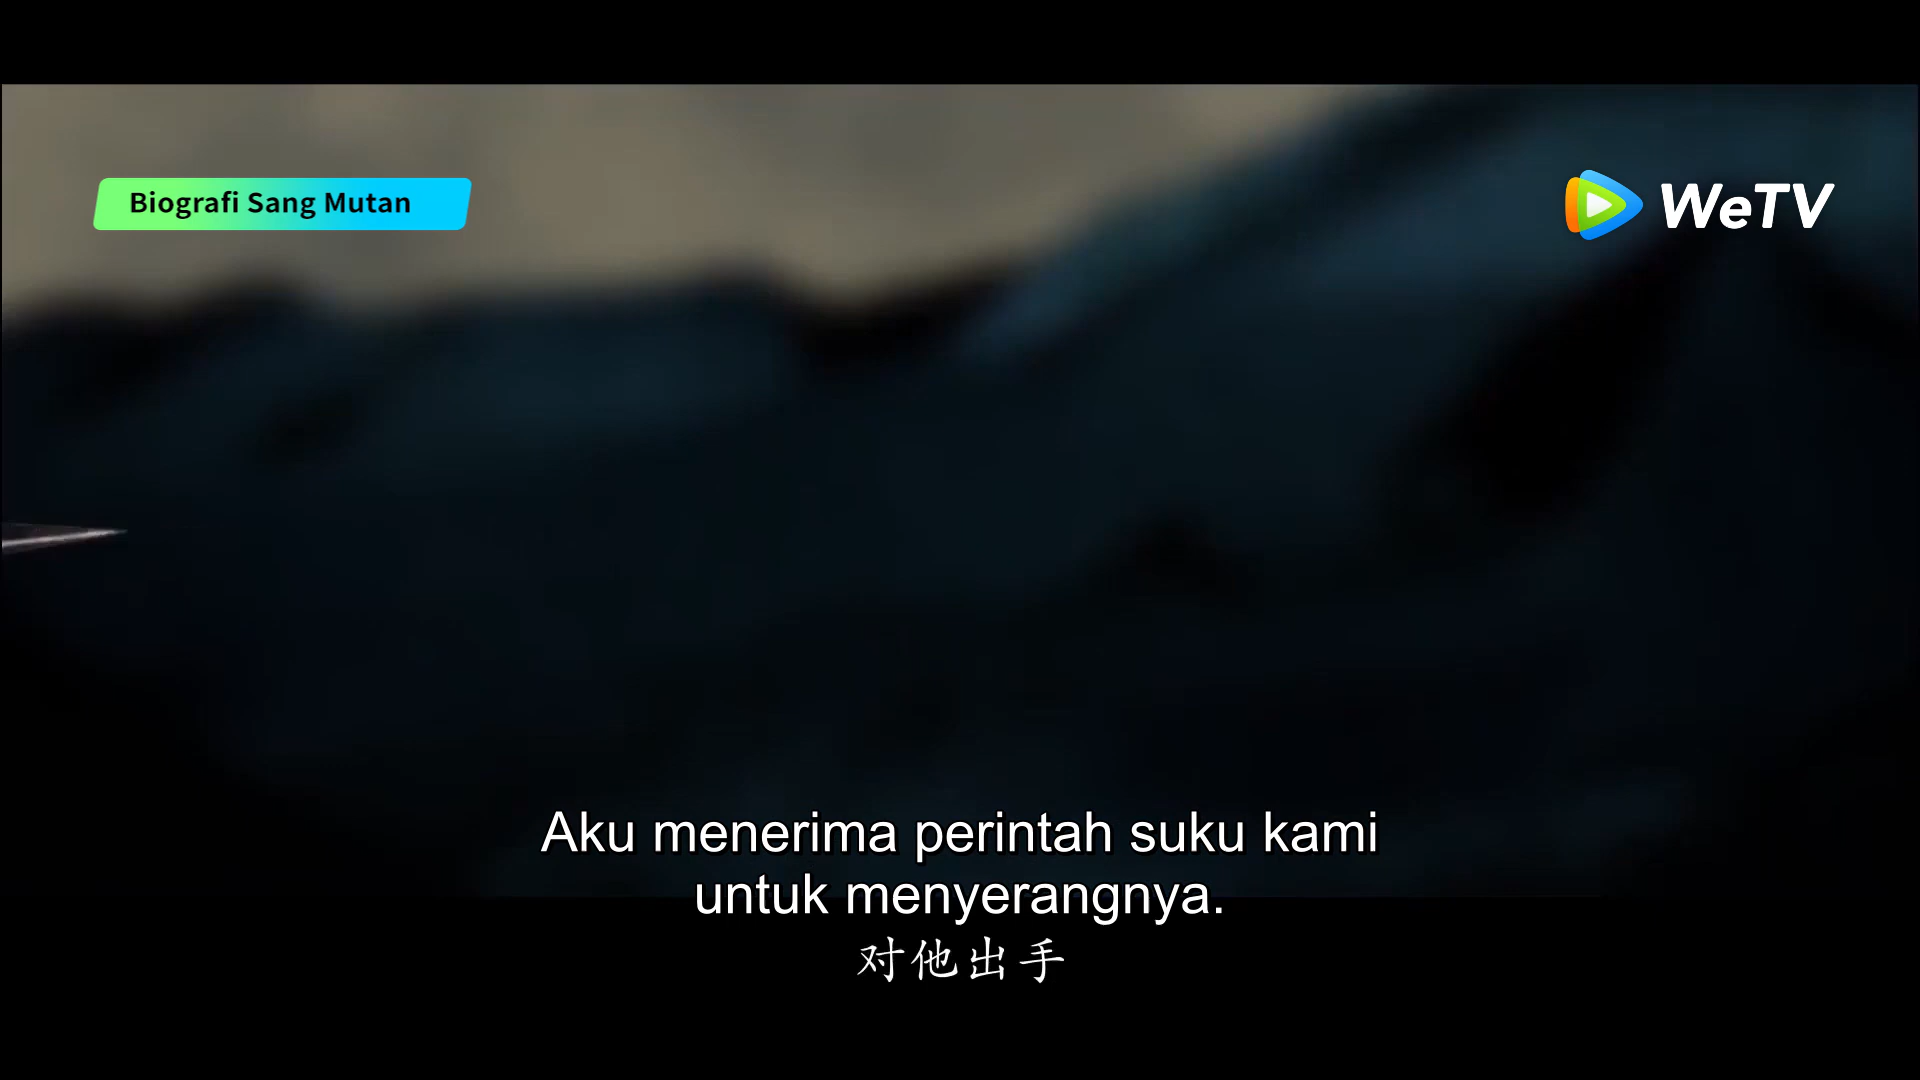 Biografi Sang Mutan
WeTV
Aku menerima perintah suku kami
untuk menyerangnya.
对他出手